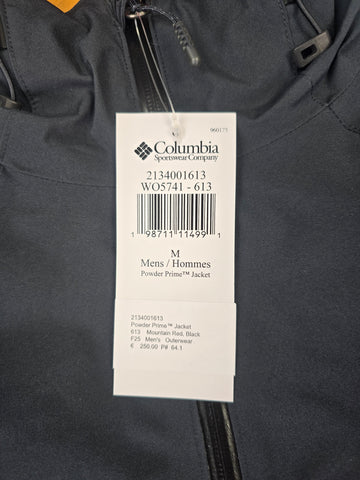 960173
Columbia
Sportswear Company
2134001613
WO5741 - 613
1 98711 11499 1
M
Mens / Hommes
Powder Prime™ Jacket
2134001613
Powder Prime™ Jacket
613 Mountain Red, Black
F25 Men's Outerwear
€ 250.00 P# 64.1